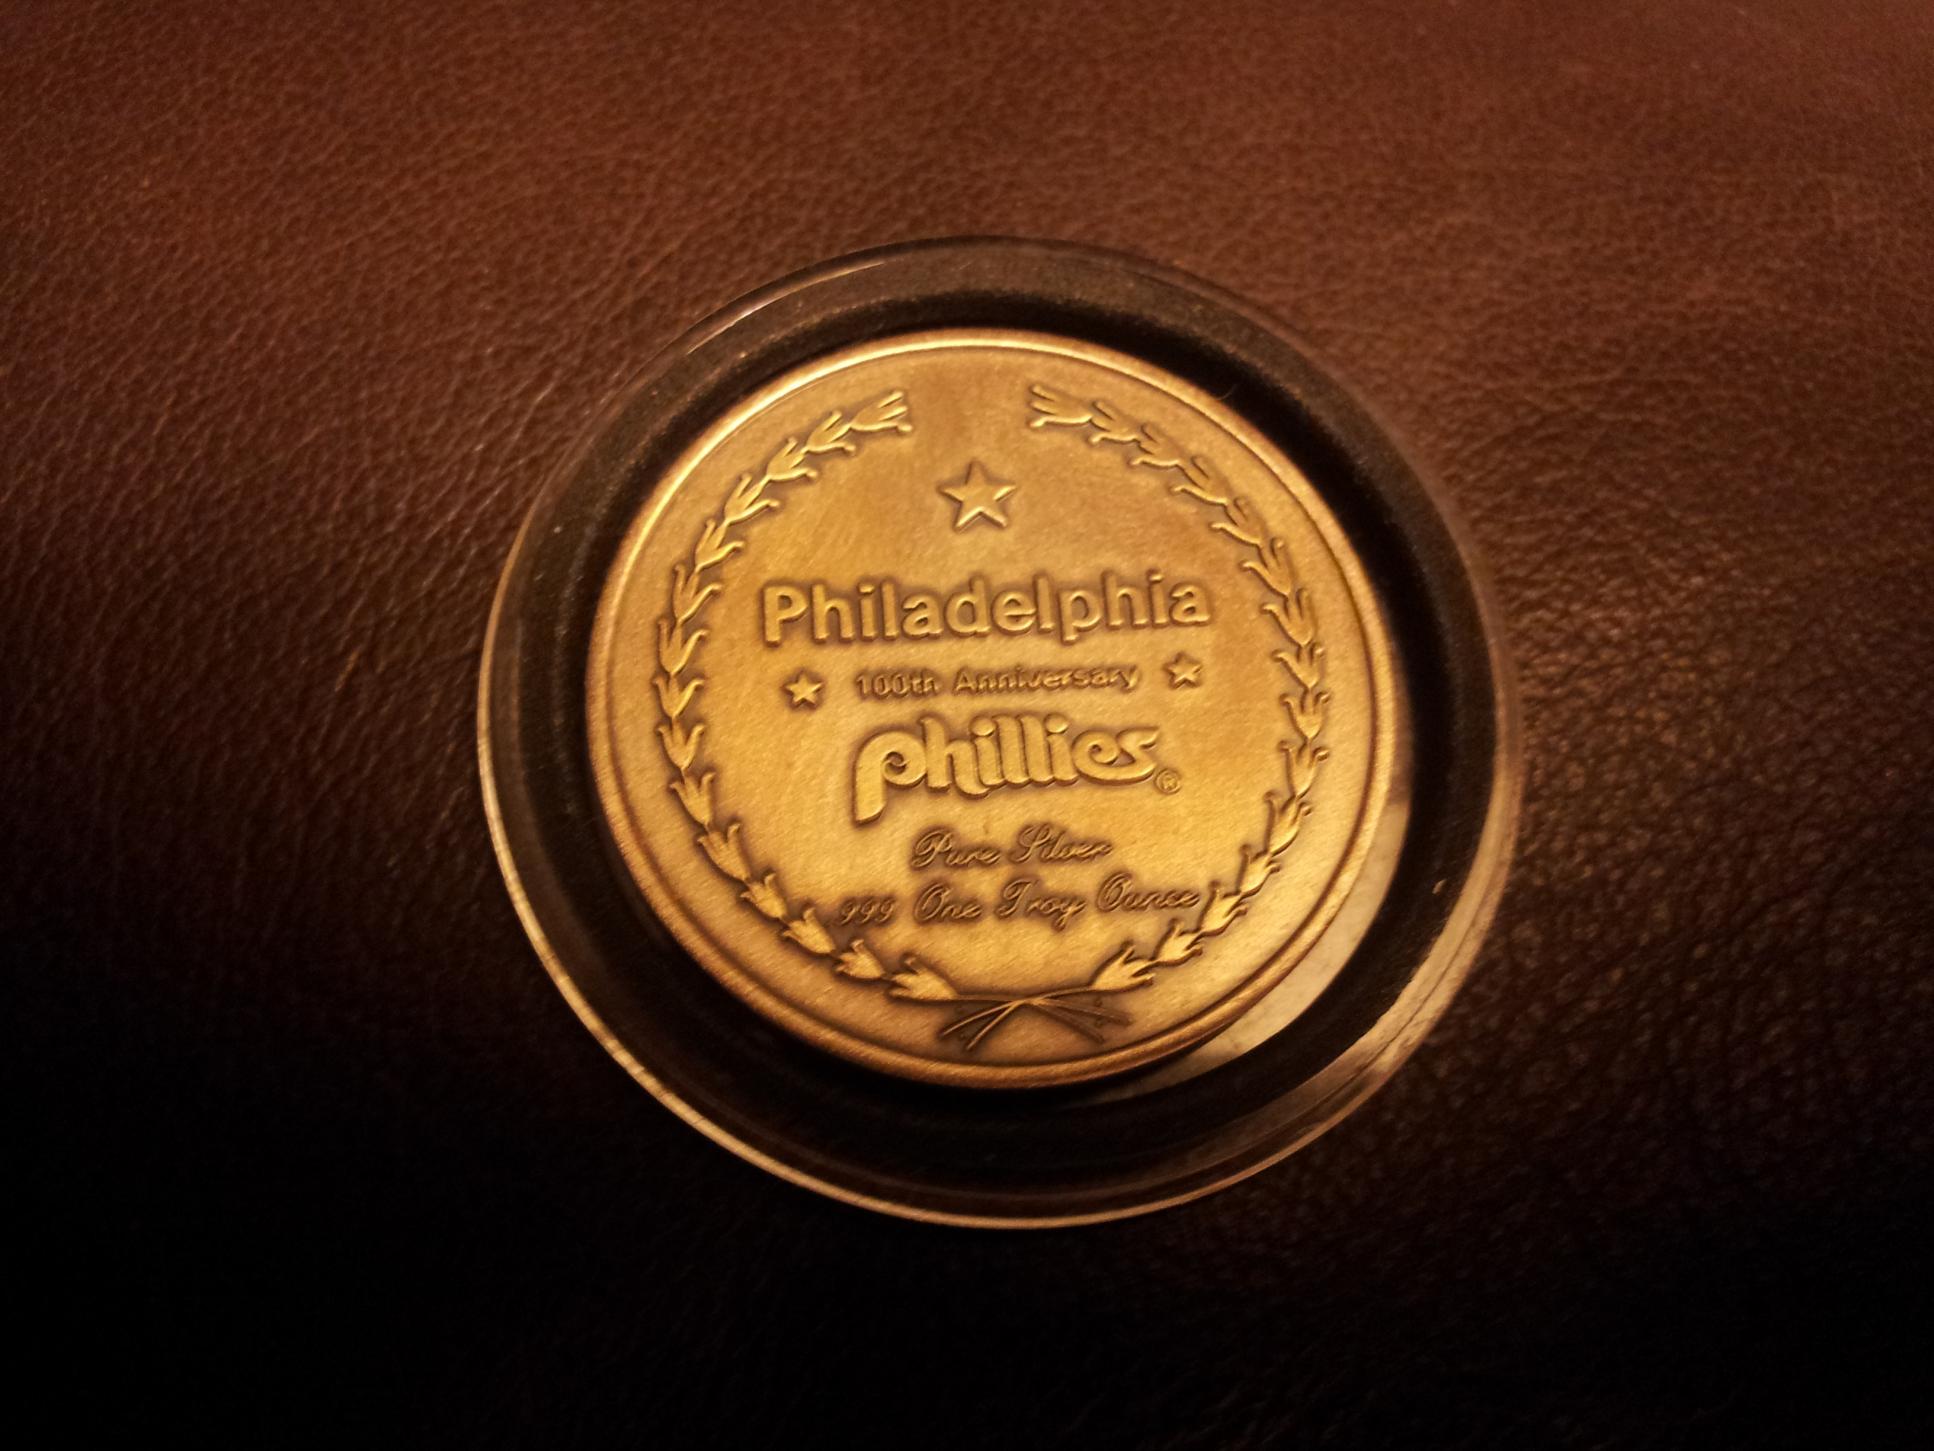 Philadelphia
100th Anniversary
Phillies®
Pure Silver
999 One Troy Ounce